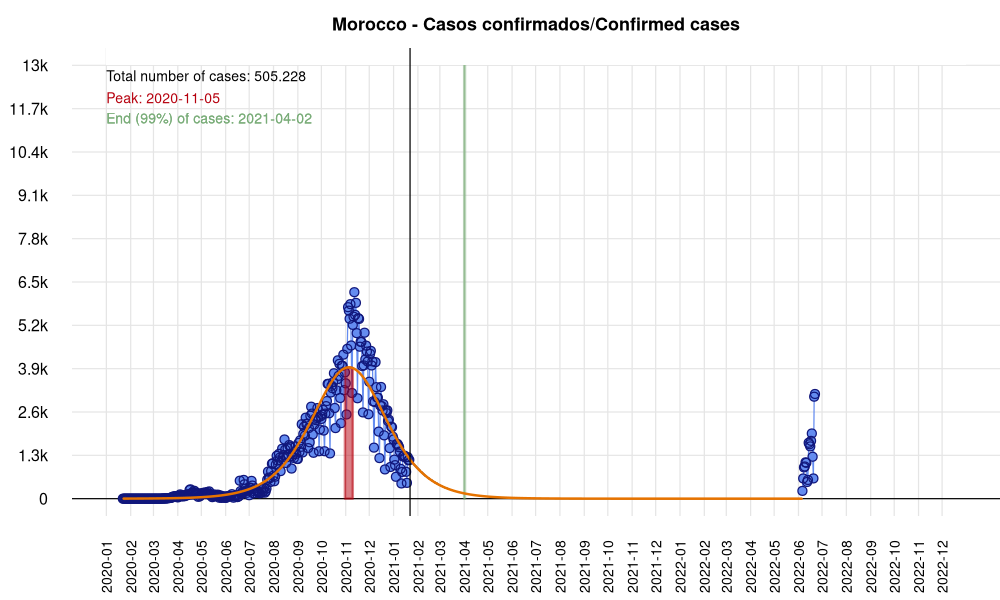 Morocco - Casos confirmados/Confirmed cases
Total number of cases: 505.228
Peak: 2020-11-05
End (99%) of cases: 2021-04-02
13k
11.7k
10.4k
9.1k
7.8k
6.5k
5.2k
3.9k
2.6k
1.3k
0
2020-01
2020-02
2020-03
2020-04
2020-05
2020-06
2020-07
2020-08
2020-09
2020-10
2020-11
2020-12
2021-01
2021-02
2021-03
2021-04
2021-05
2021-06
2021-07
2021-08
2021-09
2021-10
2021-11
2021-12
2022-01
2022-02
2022-03
2022-04
2022-05
2022-06
2022-07
2022-08
2022-09
2022-10
2022-11
2022-12